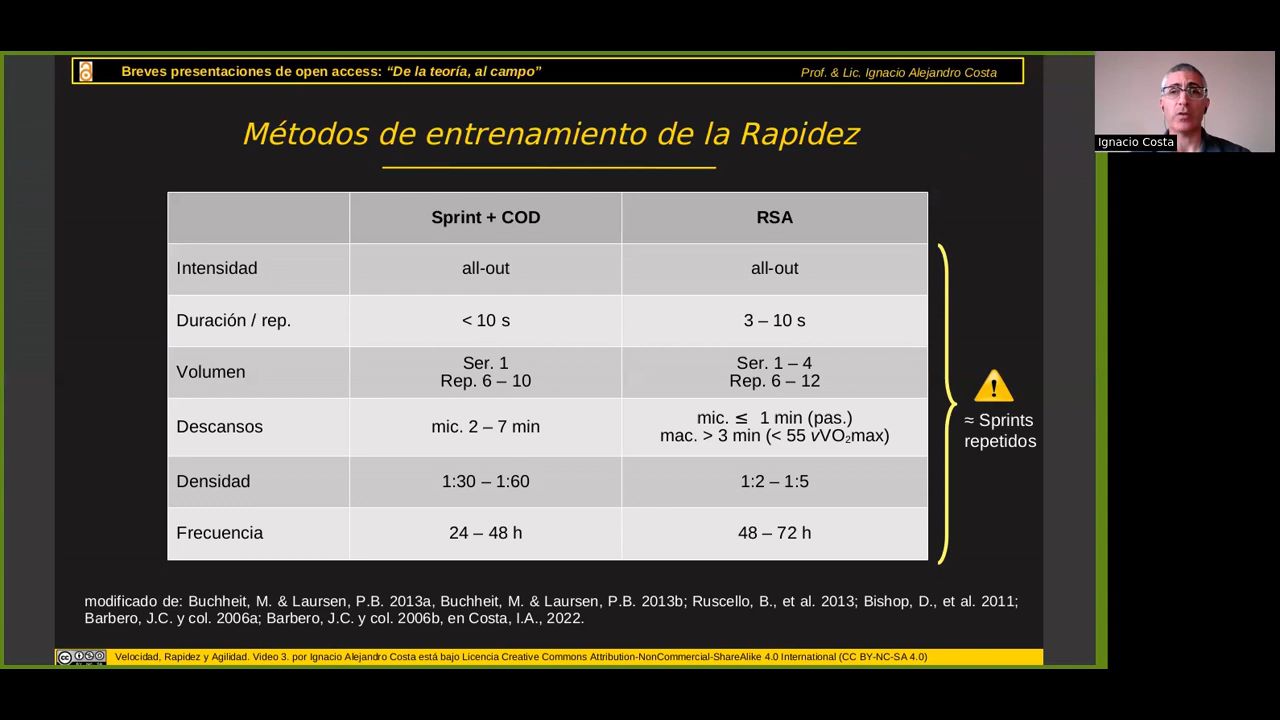 Breves presentaciones de open access: “De la teoría, al campo”
Prof. & Lic. Ignacio Alejandro Costa
Ignacio Costa
Métodos de entrenamiento de la Rapidez
Sprint + COD
RSA
Intensidad
all-out
all-out
Duración / rep.
< 10 s
3 – 10 s
Volumen
Ser. 1
Rep. 6 – 10
Ser. 1 – 4
Rep. 6 – 12
Descansos
mic. 2 – 7 min
mic. ≤ 1 min (pas.)
mac. > 3 min (< 55 vVO₂max)
Densidad
1:30 – 1:60
1:2 – 1:5
Frecuencia
24 – 48 h
48 – 72 h
≈ Sprints
repetidos
modificado de: Buchheit, M. & Laursen, P.B. 2013a, Buchheit, M. & Laursen, P.B. 2013b; Ruscello, B., et al. 2013; Bishop, D., et al. 2011;
Barbero, J.C. y col. 2006a; Barbero, J.C. y col. 2006b, en Costa, I.A., 2022.
Velocidad, Rapidez y Agilidad. Video 3. por Ignacio Alejandro Costa está bajo Licencia Creative Commons Attribution-NonCommercial-ShareAlike 4.0 International (CC BY-NC-SA 4.0)